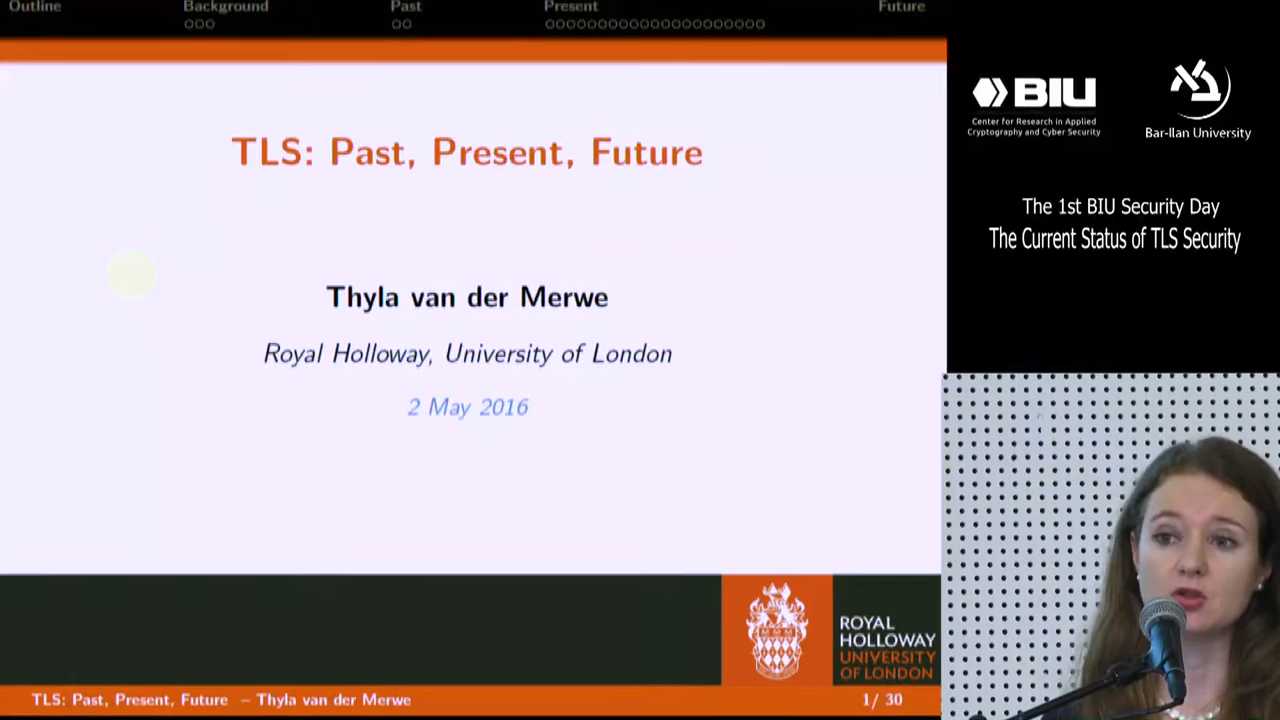 Outline
Background
Past
Present
Future
TLS: Past, Present, Future
Thyla van der Merwe
Royal Holloway, University of London
2 May 2016
ROYAL
HOLLOWAY
UNIVERSITY
OF LONDON
TLS: Past, Present, Future – Thyla van der Merwe
1/ 30
BIU
Center for Research in Applied
Cryptography and Cyber Security
Bar-Ilan University
The 1st BIU Security Day
The Current Status of TLS Security